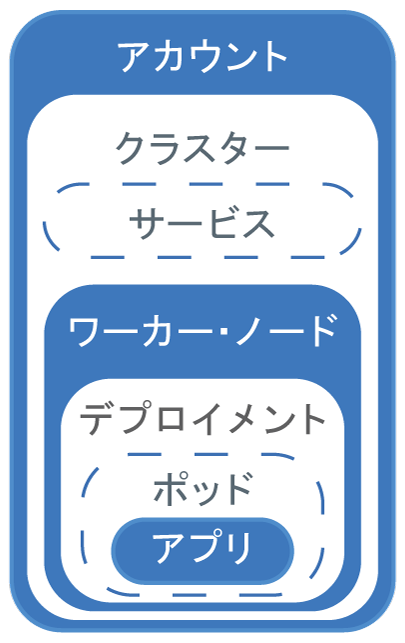 アカウント
クラスター
サービス
ワーカー・ノード
デプロイメント
ポッド
アプリ